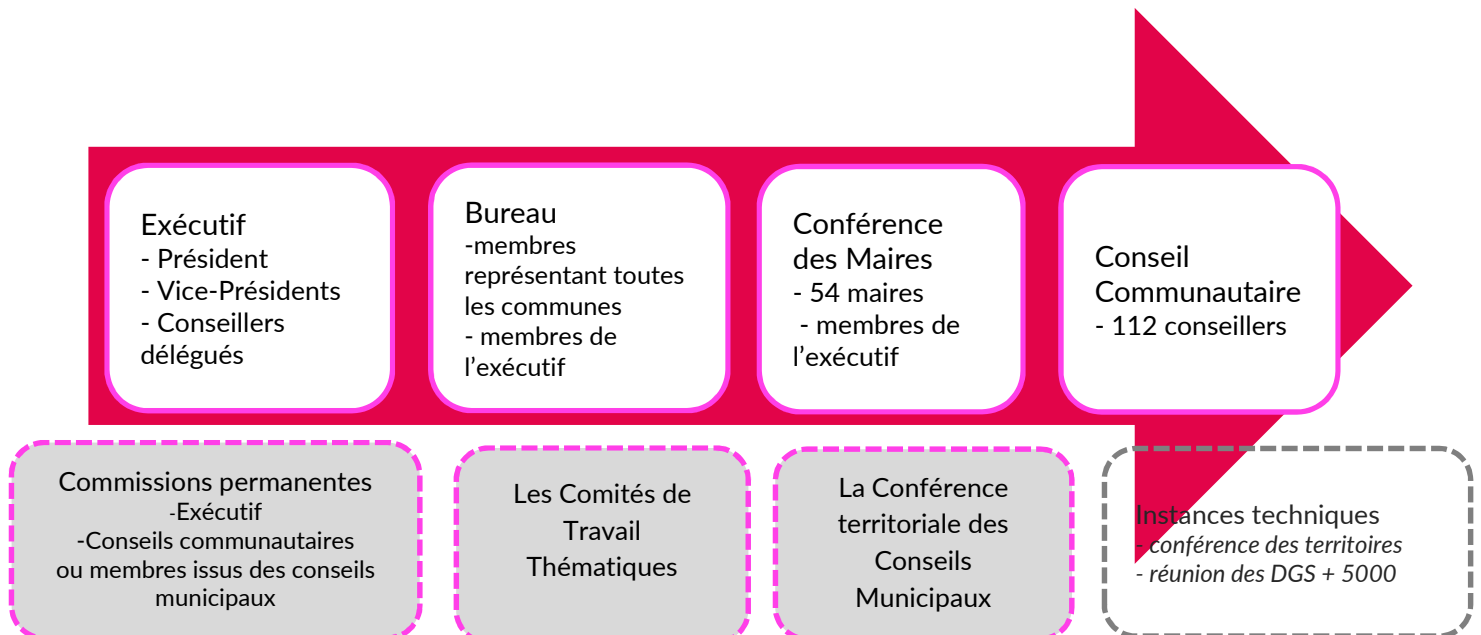 Exécutif
- Président
- Vice-Présidents
- Conseillers
délégués
Bureau
-membres
représentant toutes
les communes
- membres de
l’exécutif
Conférence
des Maires
- 54 maires
- membres de
l’exécutif
Conseil
Communautaire
- 112 conseillers
Commissions permanentes
-Exécutif
-Conseils communautaires
ou membres issus des conseils
municipaux
Les Comités de
Travail
Thématiques
La Conférence
territoriale des
Conseils
Municipaux
Instances techniques
- conférence des territoires
- réunion des DGS + 5000